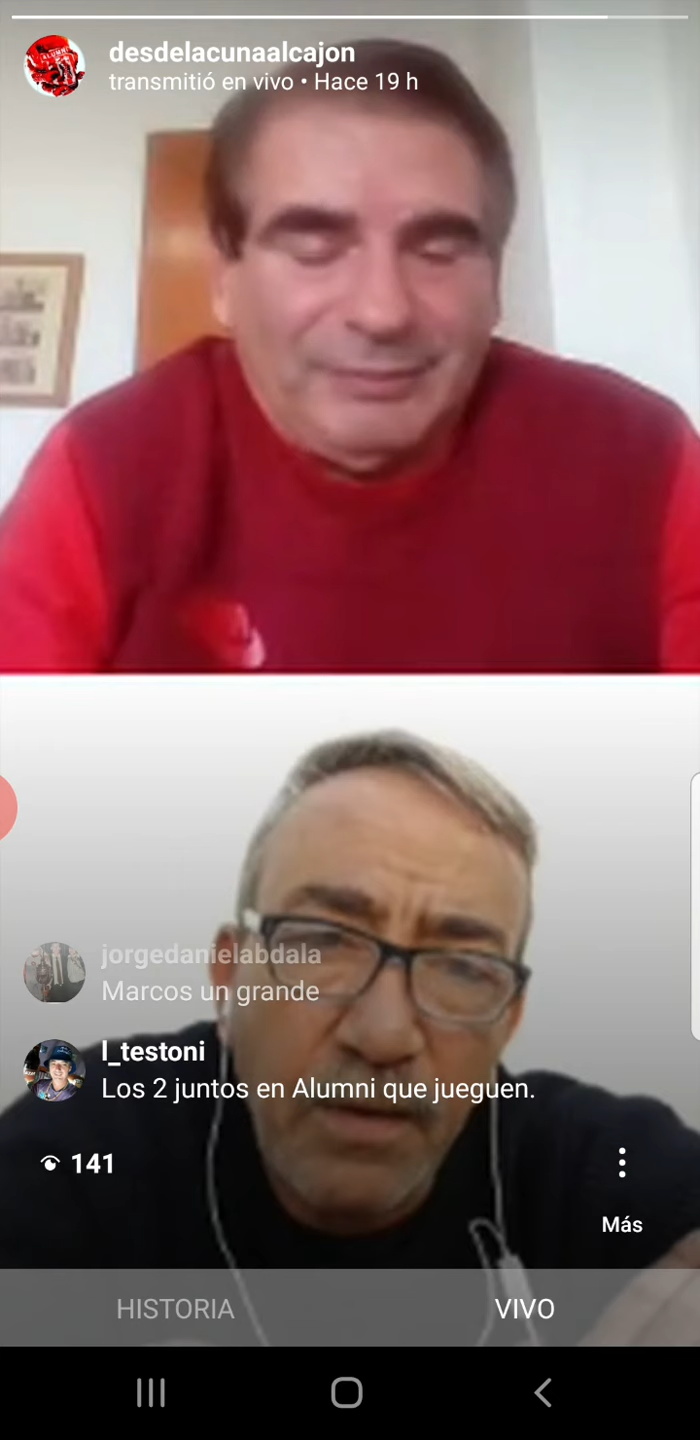 desdelacunaalcajon
transmitió en vivo • Hace 19 h
ALUMNI
jorgedanielabdala
Marcos un grande
l_testoni
Los 2 juntos en Alumni que jueguen.
141
Más
HISTORIA
VIVO